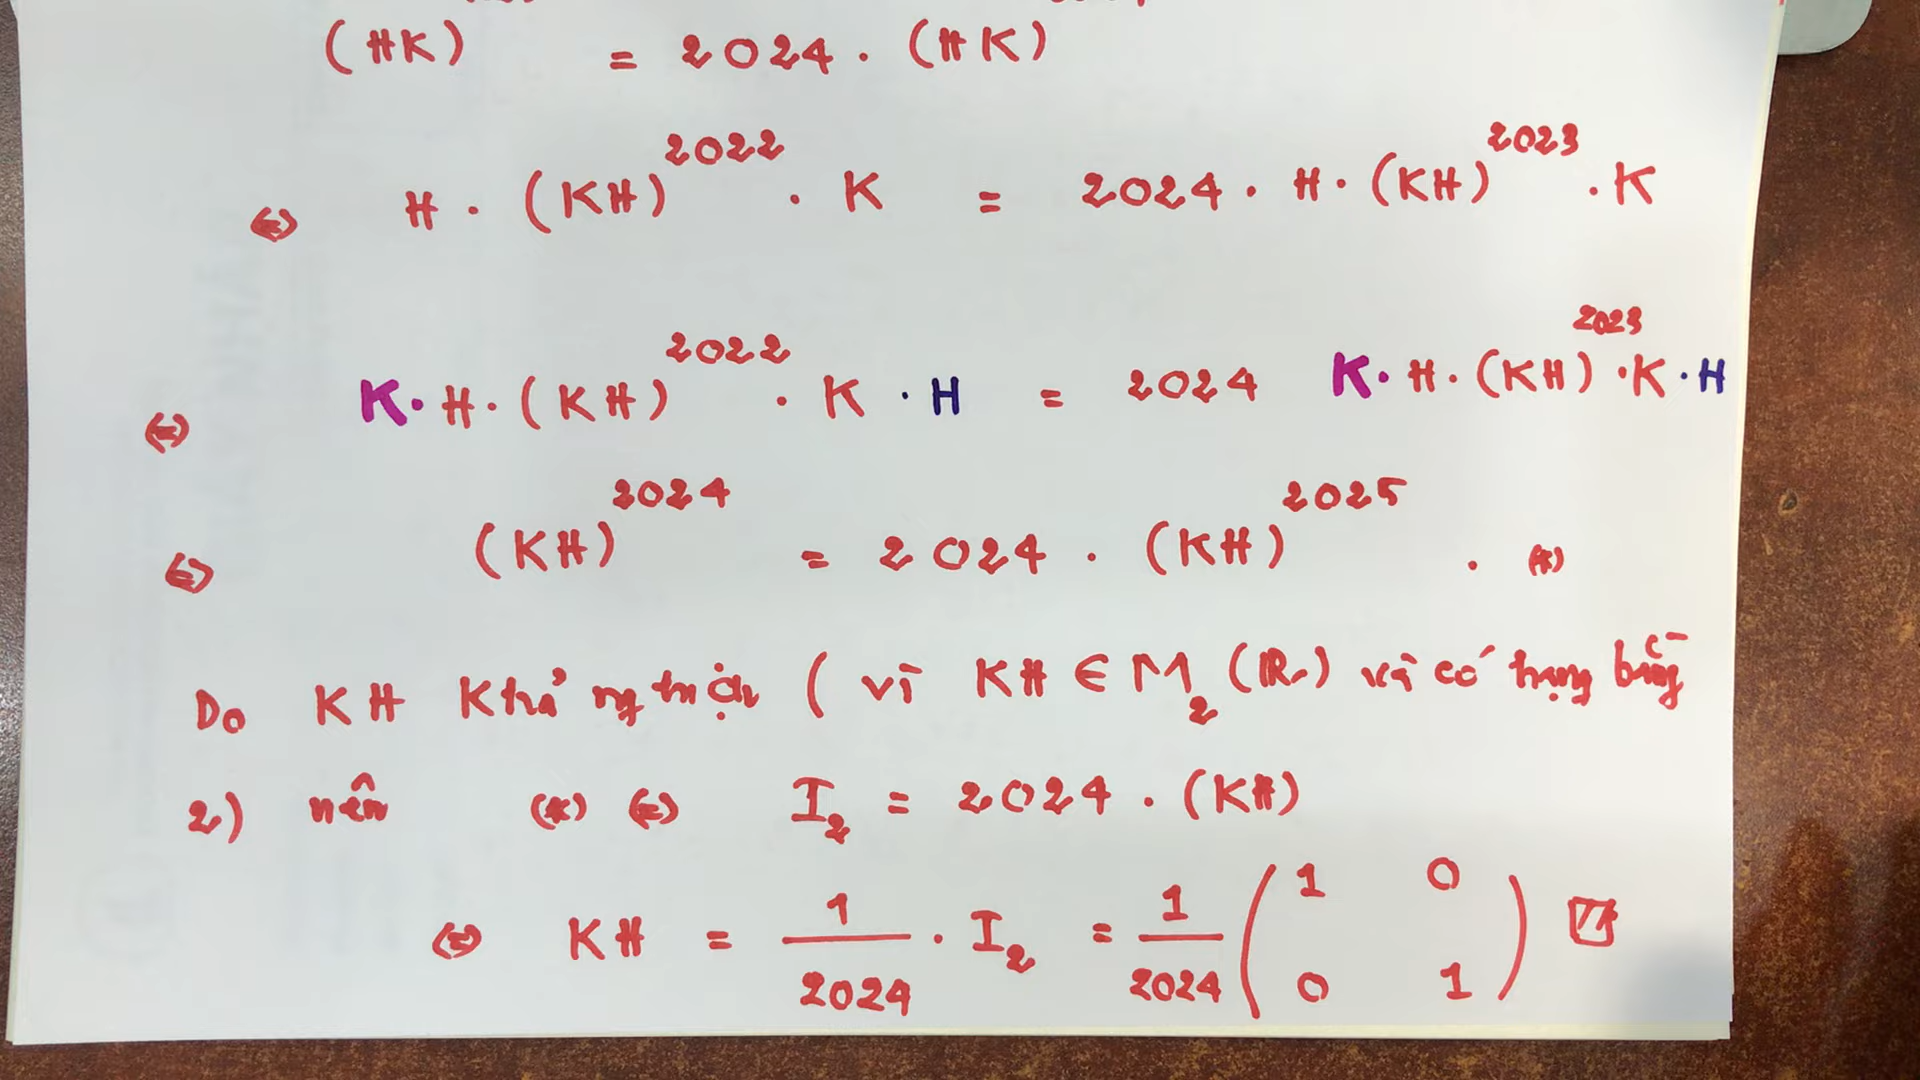 (HK) = 2024 . (HK)
⇔ H . (KH)^2022 . K = 2024 . H . (KH)^2023 . K
⇔ K . H . (KH)^2022 . K . H = 2024 K . H . (KH)^2023 . K . H
⇔ (KH)^2024 = 2024 . (KH)^2025 . (*)
Do KH khả nghịch ( vì KH ∈ M_2 (R) và có hạng bằng
2) nên (*) ⇔ I_2 = 2024 . (KH)
⇔ KH = 1/2024 . I_2 = 1/2024 ( 1 0
0 1 )